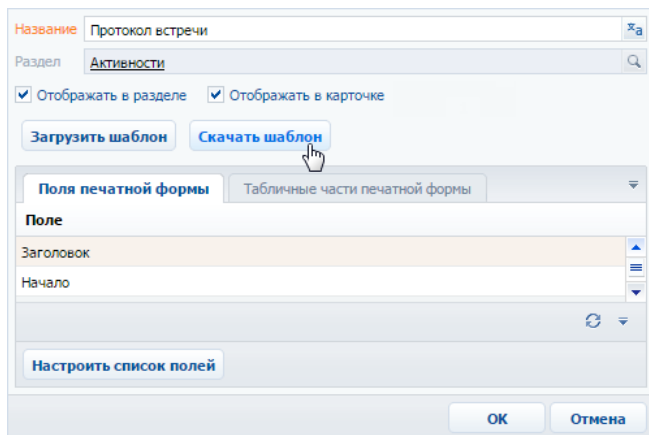 Название Протокол встречи
Раздел Активности
Отображать в разделе Отображать в карточке
Загрузить шаблон Скачать шаблон
Поля печатной формы Табличные части печатной формы
Поле
Заголовок
Начало
Настроить список полей
ОК Отмена